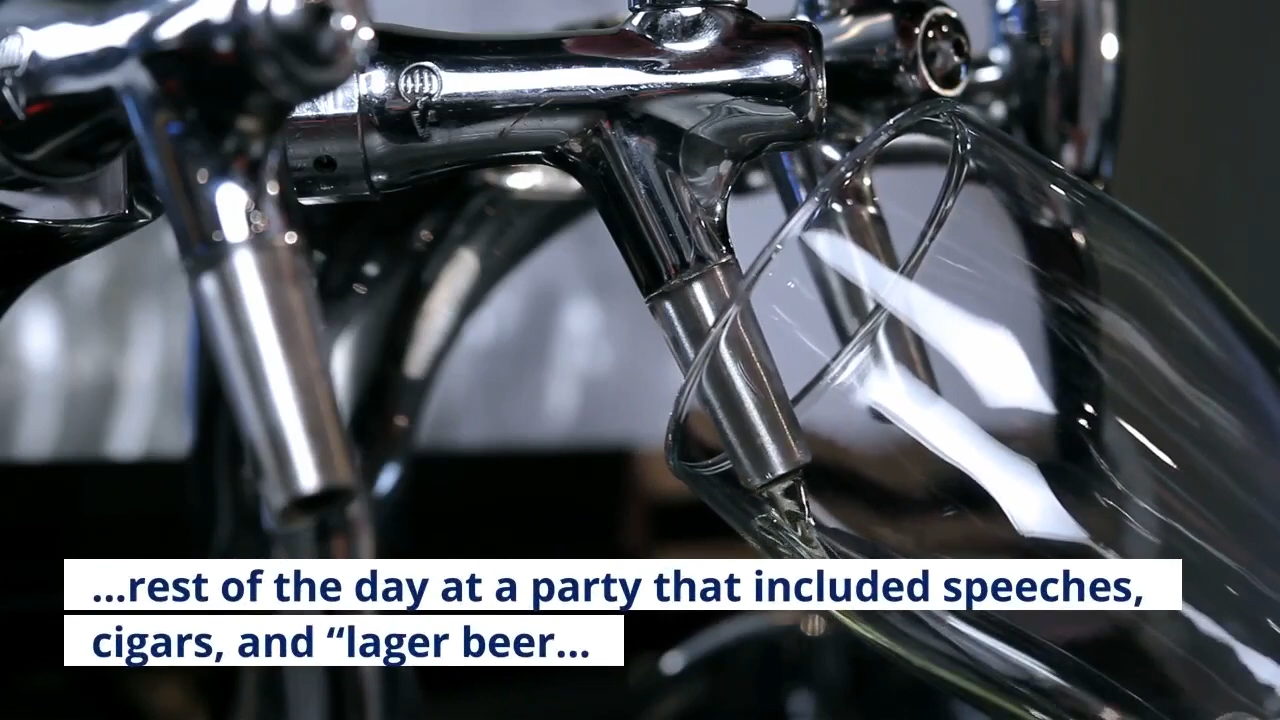 ...rest of the day at a party that included speeches,
cigars, and “lager beer...